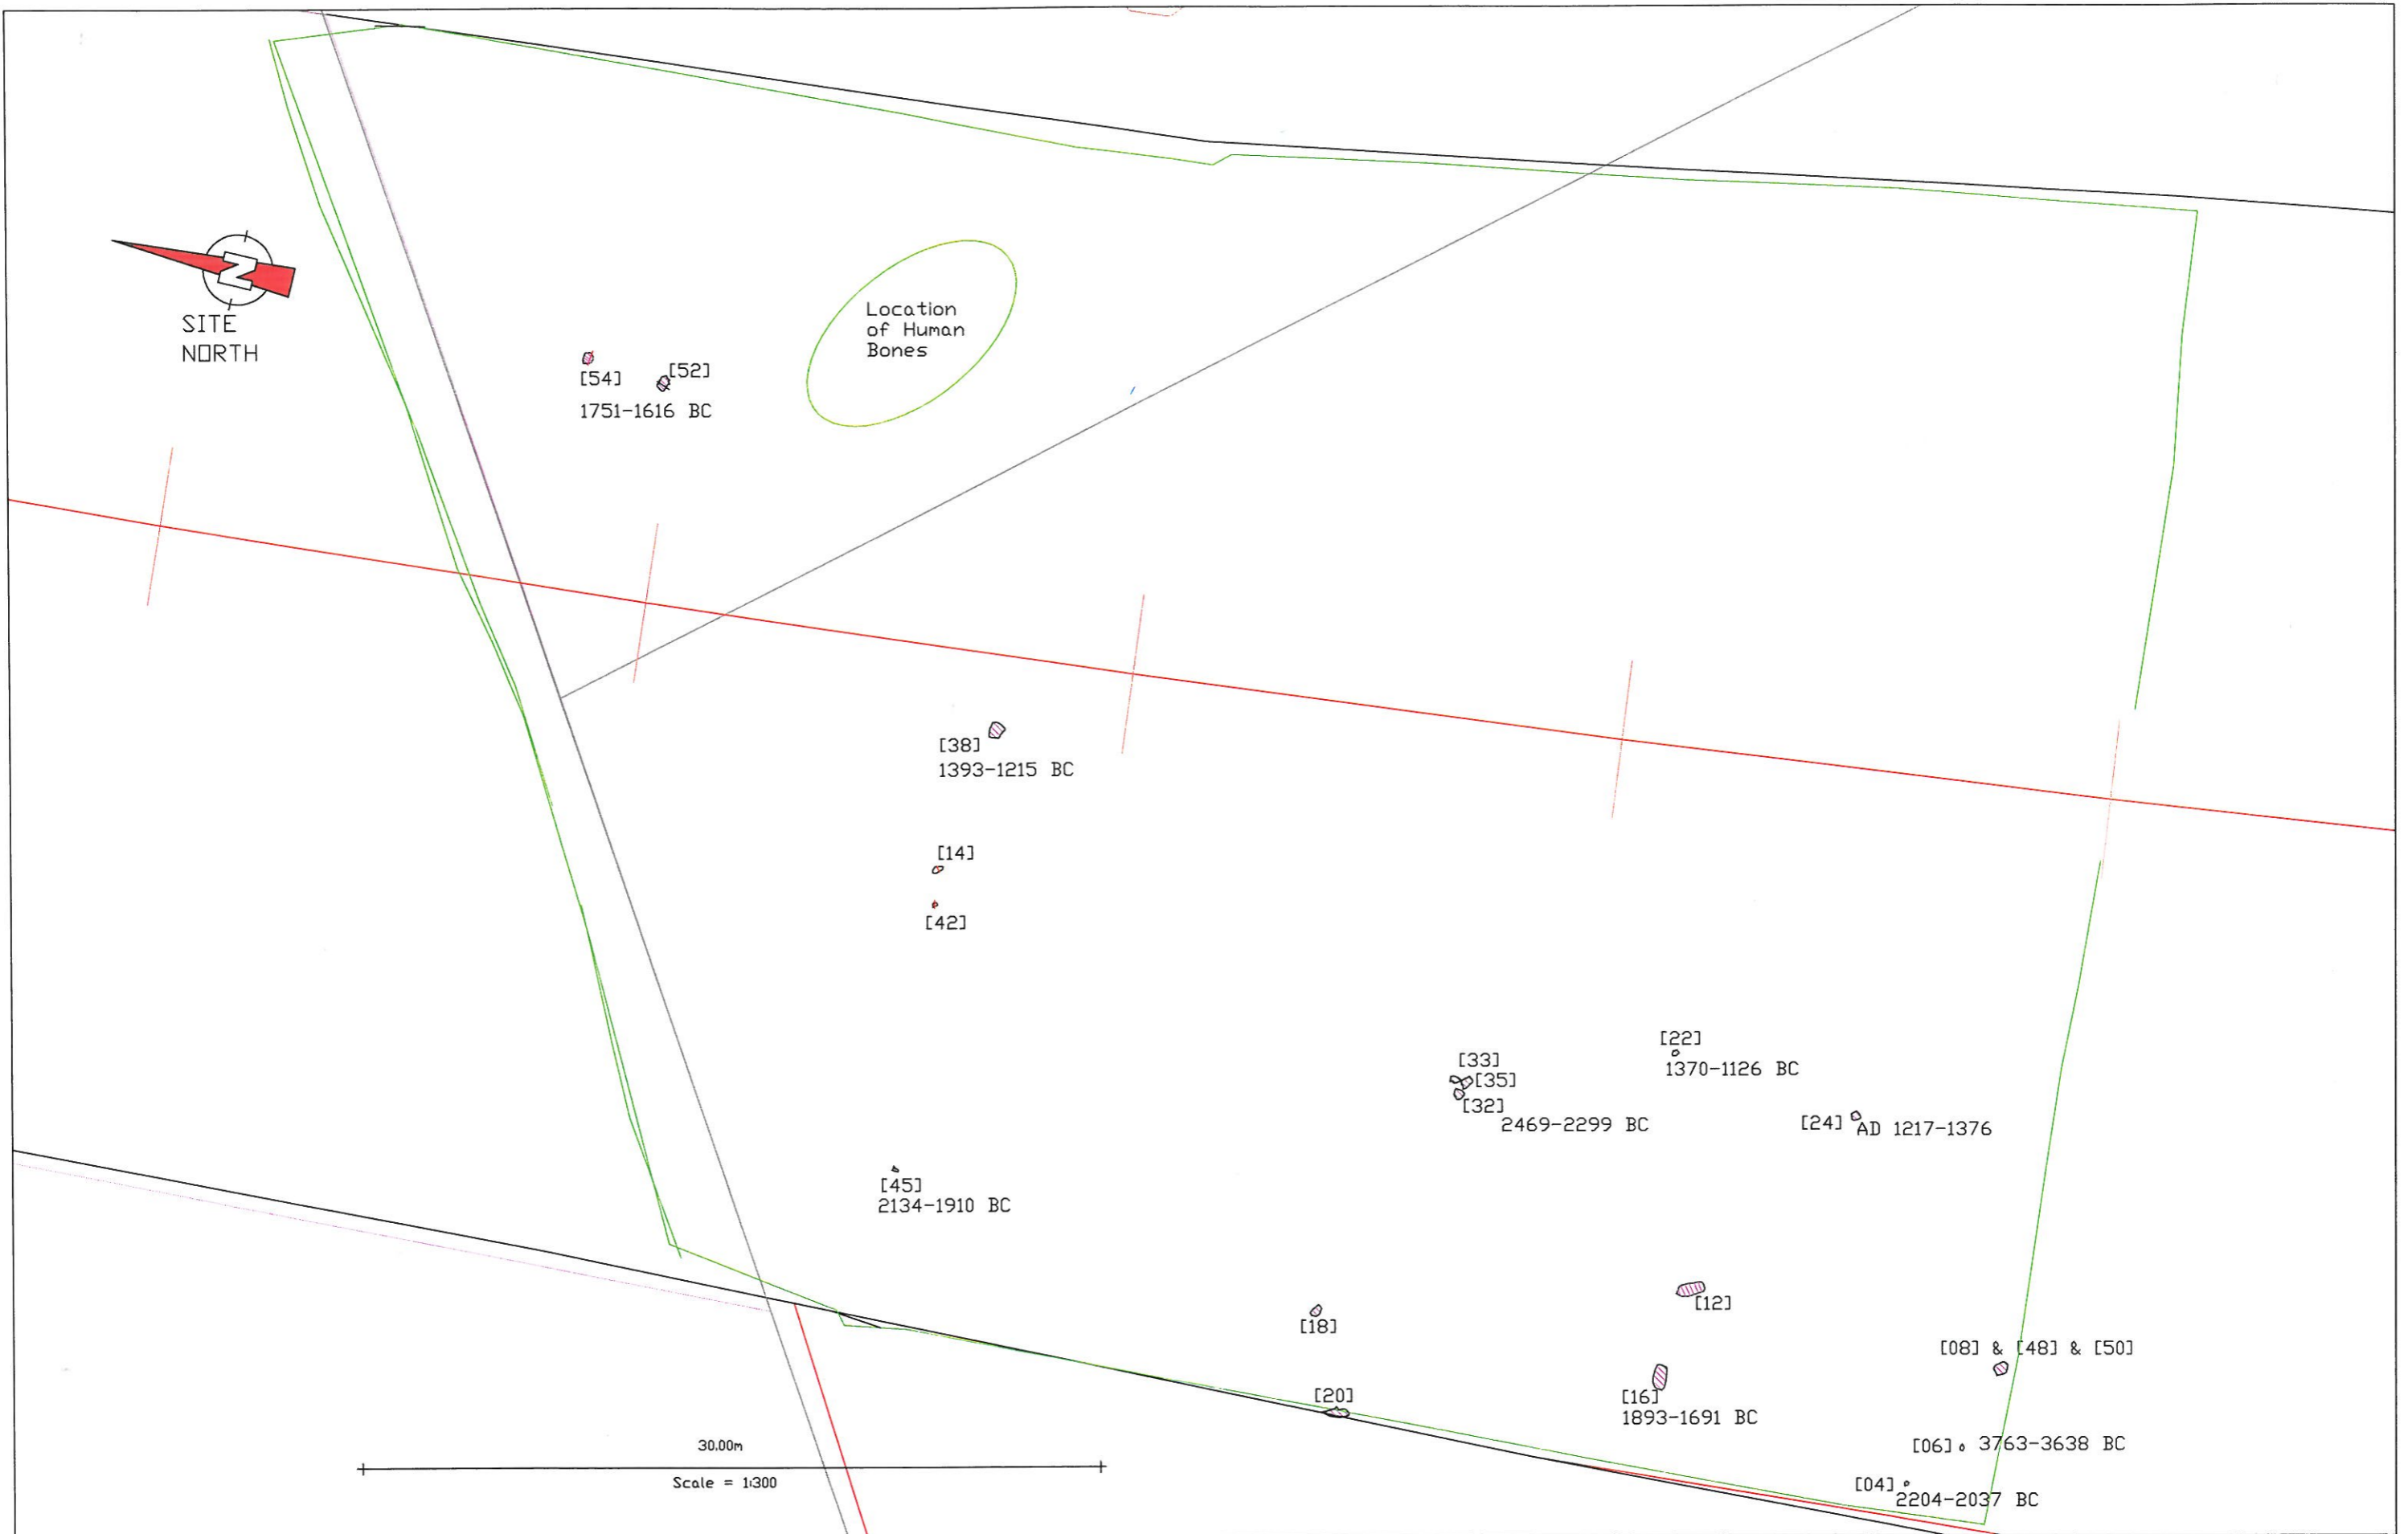 N
SITE
NORTH
Location
of Human
Bones
[54]
[52]
1751-1616 BC
[38]
1393-1215 BC
[14]
[42]
[22]
1370-1126 BC
[33]
[35]
[32]
2469-2299 BC
[24]
AD 1217-1376
[45]
2134-1910 BC
[12]
[18]
[08] & [48] & [50]
[20]
[16]
1893-1691 BC
[06]
3763-3638 BC
[04]
2204-2037 BC
30.00m
Scale = 1:300